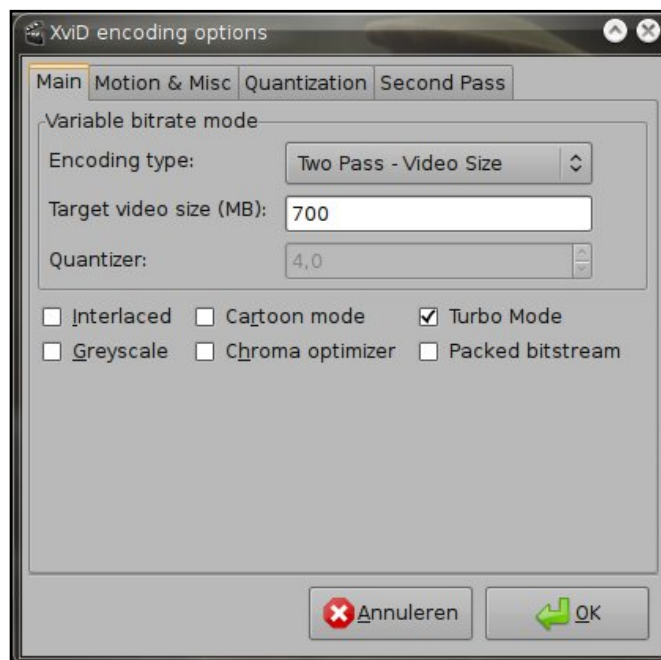 XviD encoding options
Main Motion & Misc Quantization Second Pass
Variable bitrate mode
Encoding type: Two Pass - Video Size
Target video size (MB): 700
Quantizer: 4,0
Interlaced Cartoon mode Turbo Mode
Greyscale Chroma optimizer Packed bitstream
Annuleren OK